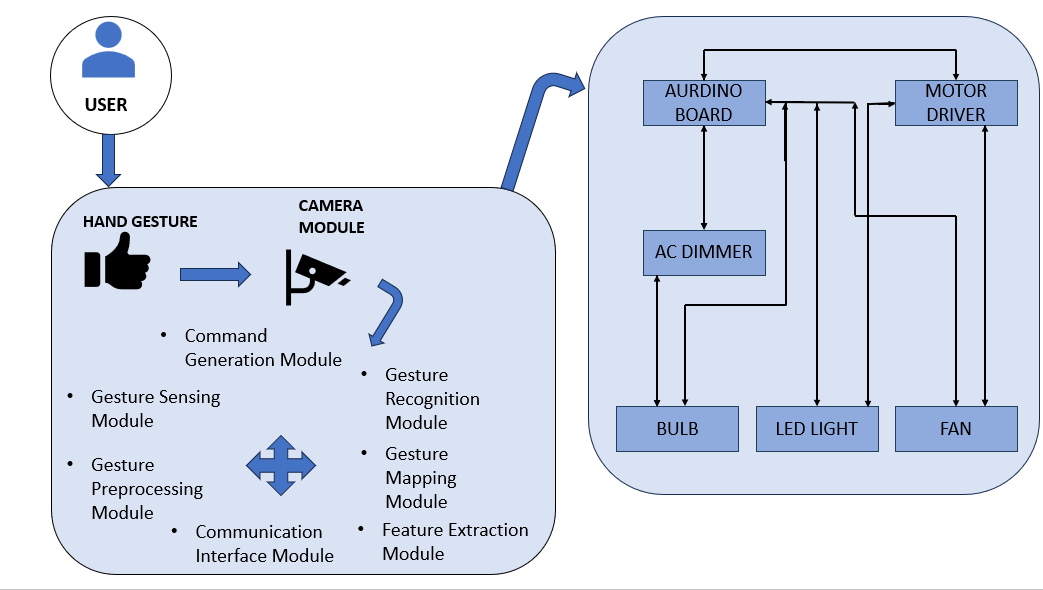 USER
HAND GESTURE
CAMERA
MODULE
• Command
Generation Module
• Gesture Sensing
Module
• Gesture
Preprocessing
Module
• Communication
Interface Module
• Gesture
Recognition
Module
• Gesture
Mapping
Module
• Feature Extraction
Module
AURDINO
BOARD
MOTOR
DRIVER
AC DIMMER
BULB
LED LIGHT
FAN